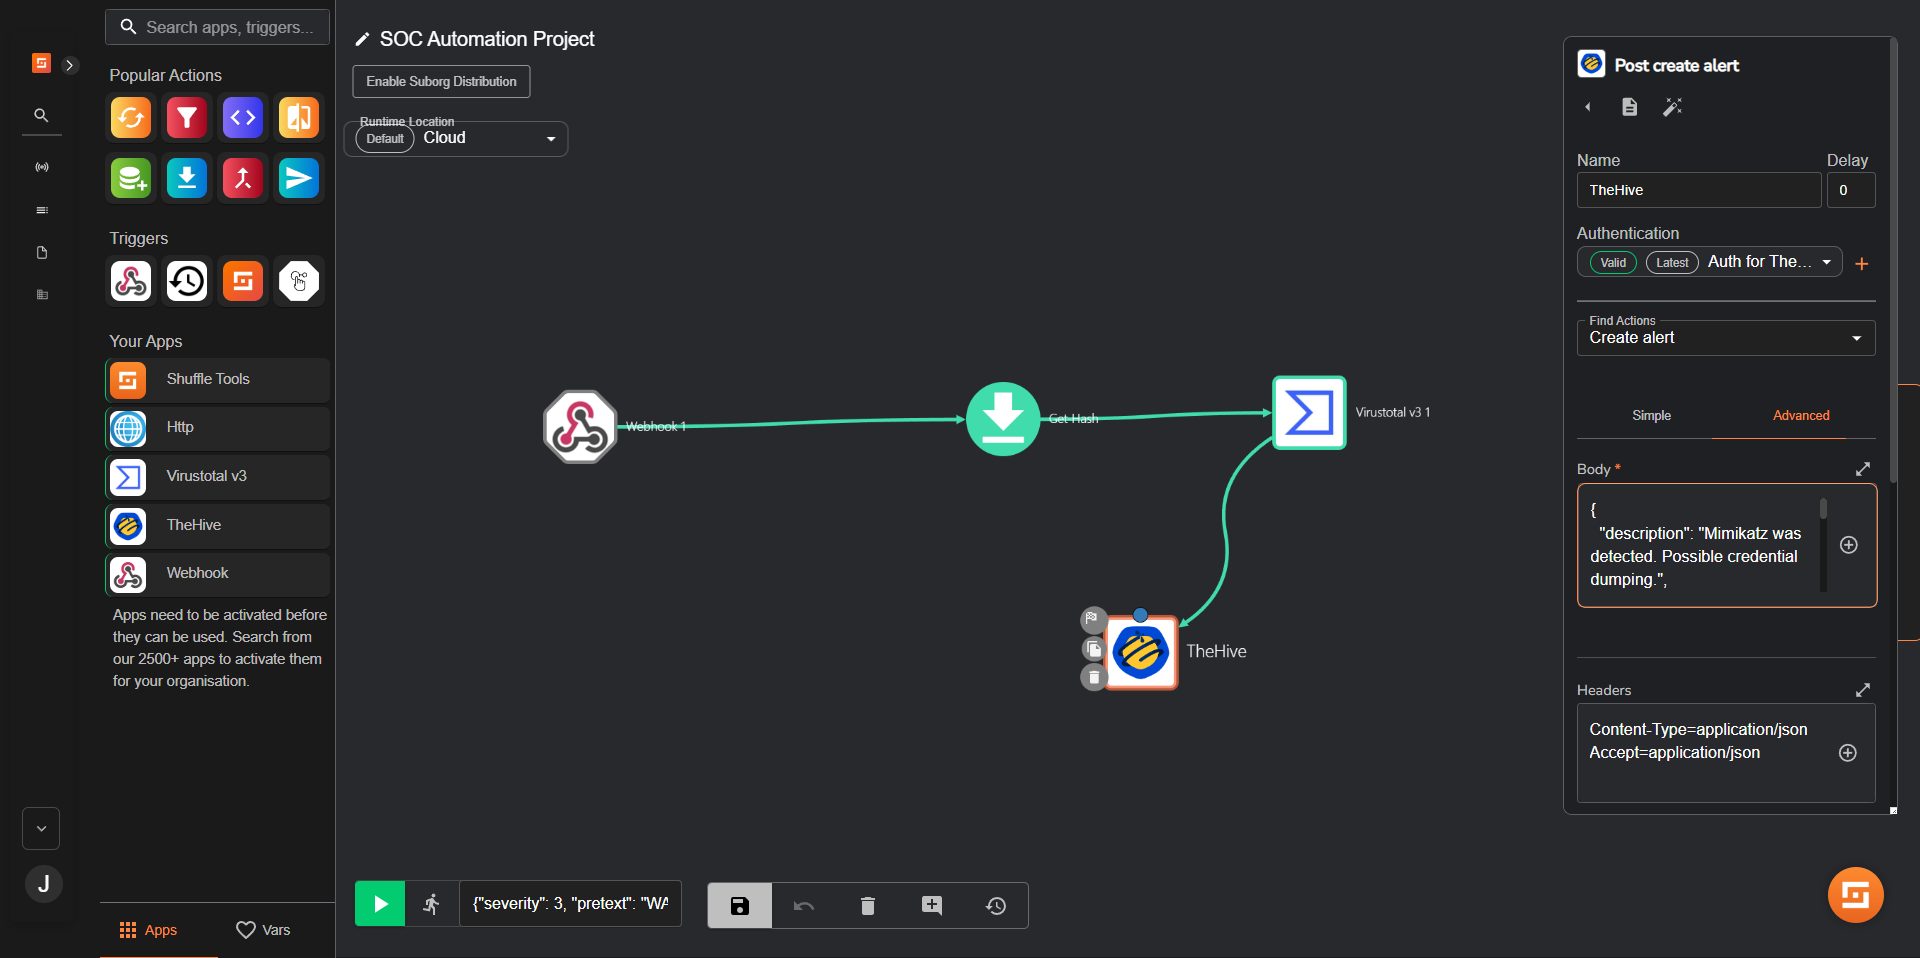 Search apps, triggers...
Popular Actions
Triggers
Your Apps
Shuffle Tools
Http
Virustotal v3
TheHive
Webhook
Apps need to be activated before
they can be used. Search from
our 2500+ apps to activate them
for your organisation.
J
Apps
Vars
SOC Automation Project
Enable Suborg Distribution
Runtime Location
Default
Cloud
Webhook 1
Get Hash
Virustotal v3 1
TheHive
{"severity": 3, "pretext": "WA
Post create alert
Name
Delay
TheHive
0
Authentication
Valid
Latest
Auth for The...
Find Actions
Create alert
Simple
Advanced
Body *
{
"description": "Mimikatz was
detected. Possible credential
dumping.",
Headers
Content-Type=application/json
Accept=application/json